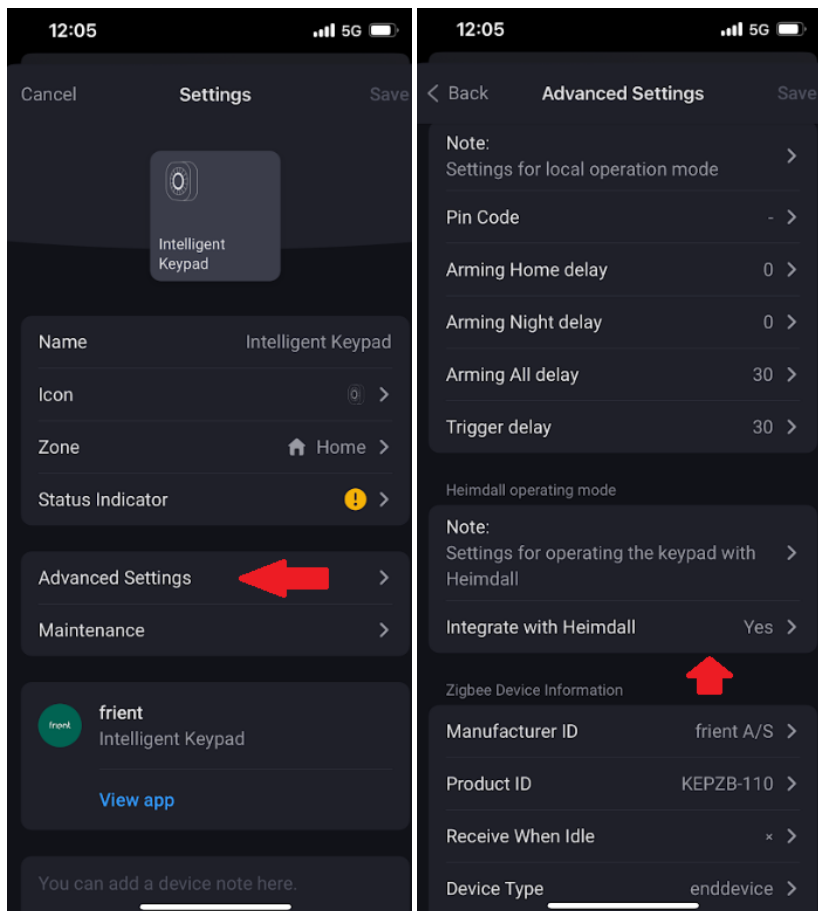 12:05
5G
Cancel
Settings
Save
Intelligent
Keypad
Name
Intelligent Keypad
Icon
Zone
Home
Status Indicator
Advanced Settings
Maintenance
frient
frient
Intelligent Keypad
View app
You can add a device note here.
12:05
5G
Back
Advanced Settings
Save
Note:
Settings for local operation mode
Pin Code
-
Arming Home delay
0
Arming Night delay
0
Arming All delay
30
Trigger delay
30
Heimdall operating mode
Note:
Settings for operating the keypad with
Heimdall
Integrate with Heimdall
Yes
Zigbee Device Information
Manufacturer ID
frient A/S
Product ID
KEPZB-110
Receive When Idle
×
Device Type
enddevice